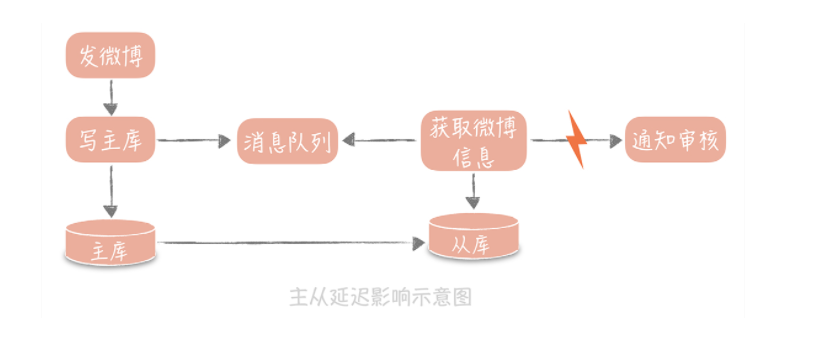 发微博
写主库
消息队列
获取微博
信息
通知审核
主库
从库
主从延迟影响示意图